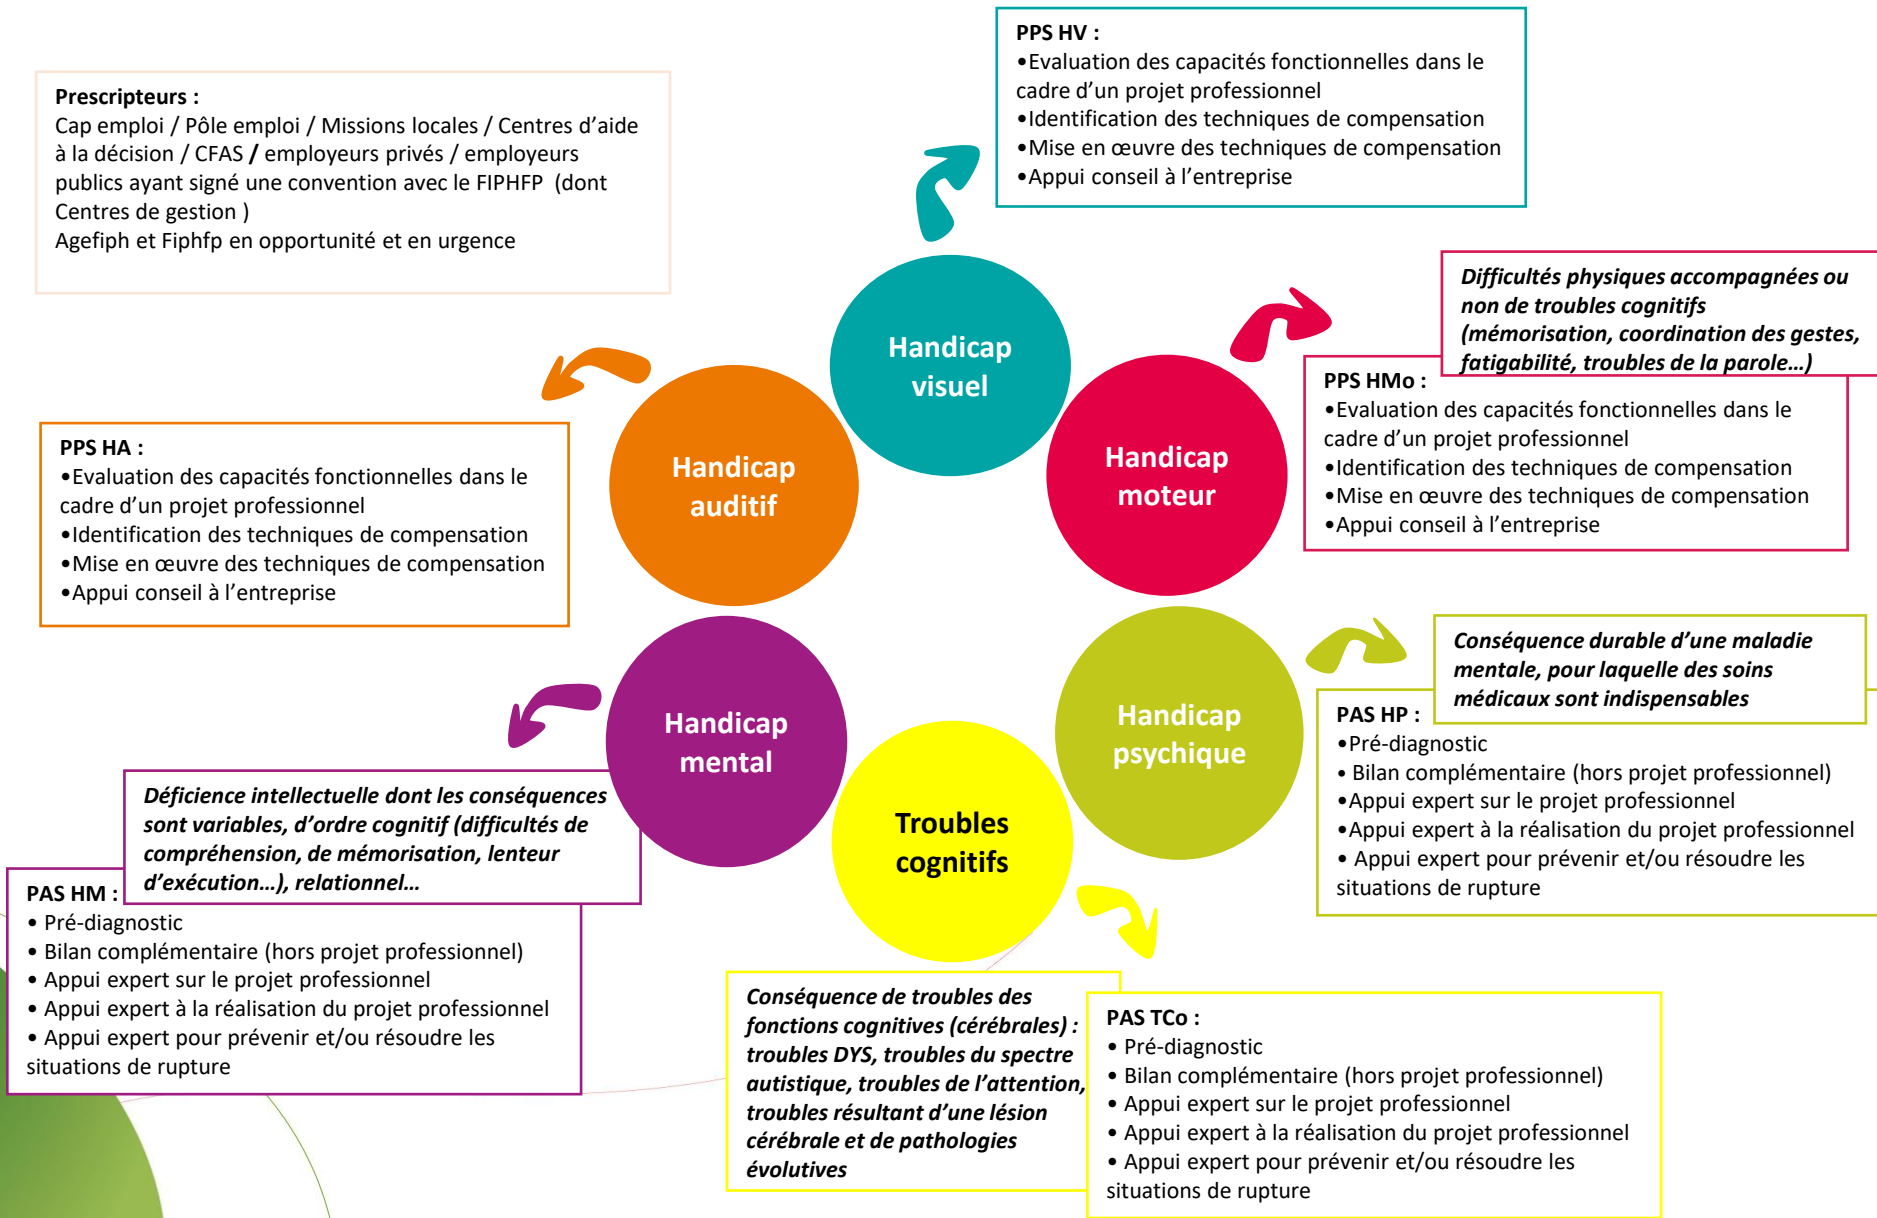 Prescripteurs :
Cap emploi / Pôle emploi / Missions locales / Centres d’aide
à la décision / CFAS / employeurs privés / employeurs
publics ayant signé une convention avec le FIPHFP (dont
Centres de gestion )
Agefiph et Fiphfp en opportunité et en urgence
PPS HV :
•Evaluation des capacités fonctionnelles dans le
cadre d’un projet professionnel
•Identification des techniques de compensation
•Mise en œuvre des techniques de compensation
•Appui conseil à l’entreprise
Handicap
visuel
Difficultés physiques accompagnées ou
non de troubles cognitifs
(mémorisation, coordination des gestes,
fatigabilité, troubles de la parole…)
PPS HMo :
•Evaluation des capacités fonctionnelles dans le
cadre d’un projet professionnel
•Identification des techniques de compensation
•Mise en œuvre des techniques de compensation
•Appui conseil à l’entreprise
Handicap
moteur
PPS HA :
•Evaluation des capacités fonctionnelles dans le
cadre d’un projet professionnel
•Identification des techniques de compensation
•Mise en œuvre des techniques de compensation
•Appui conseil à l’entreprise
Handicap
auditif
Handicap
mental
Déficience intellectuelle dont les conséquences
sont variables, d’ordre cognitif (difficultés de
compréhension, de mémorisation, lenteur
d’exécution…), relationnel…
PAS HM :
• Pré-diagnostic
• Bilan complémentaire (hors projet professionnel)
• Appui expert sur le projet professionnel
• Appui expert à la réalisation du projet professionnel
• Appui expert pour prévenir et/ou résoudre les
situations de rupture
Handicap
psychique
Conséquence durable d’une maladie
mentale, pour laquelle des soins
médicaux sont indispensables
PAS HP :
•Pré-diagnostic
• Bilan complémentaire (hors projet professionnel)
•Appui expert sur le projet professionnel
•Appui expert à la réalisation du projet professionnel
• Appui expert pour prévenir et/ou résoudre les
situations de rupture
Troubles
cognitifs
Conséquence de troubles des
fonctions cognitives (cérébrales) :
troubles DYS, troubles du spectre
autistique, troubles de l’attention,
troubles résultant d’une lésion
cérébrale et de pathologies
évolutives
PAS TCo :
• Pré-diagnostic
• Bilan complémentaire (hors projet professionnel)
• Appui expert sur le projet professionnel
• Appui expert à la réalisation du projet professionnel
• Appui expert pour prévenir et/ou résoudre les
situations de rupture